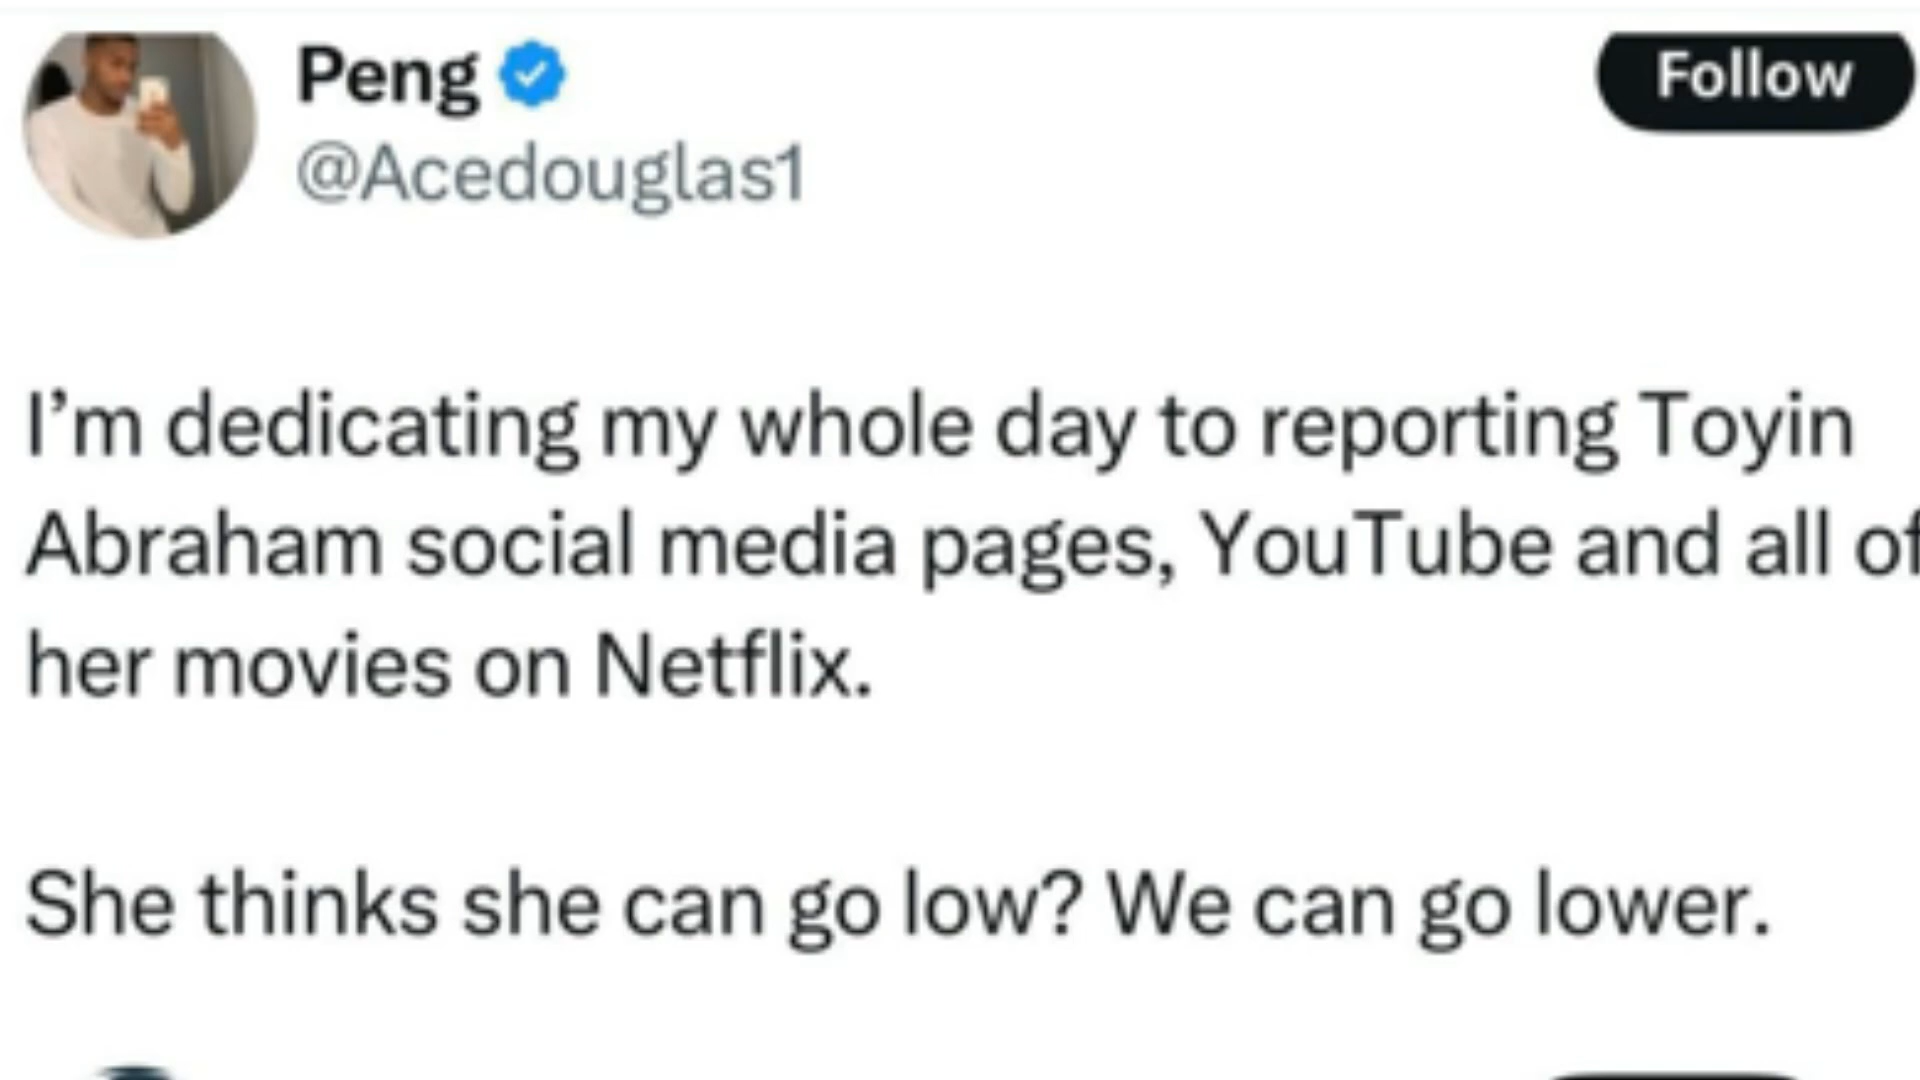 Peng
Follow
@Acedouglas1
I’m dedicating my whole day to reporting Toyin
Abraham social media pages, YouTube and all of
her movies on Netflix.
She thinks she can go low? We can go lower.